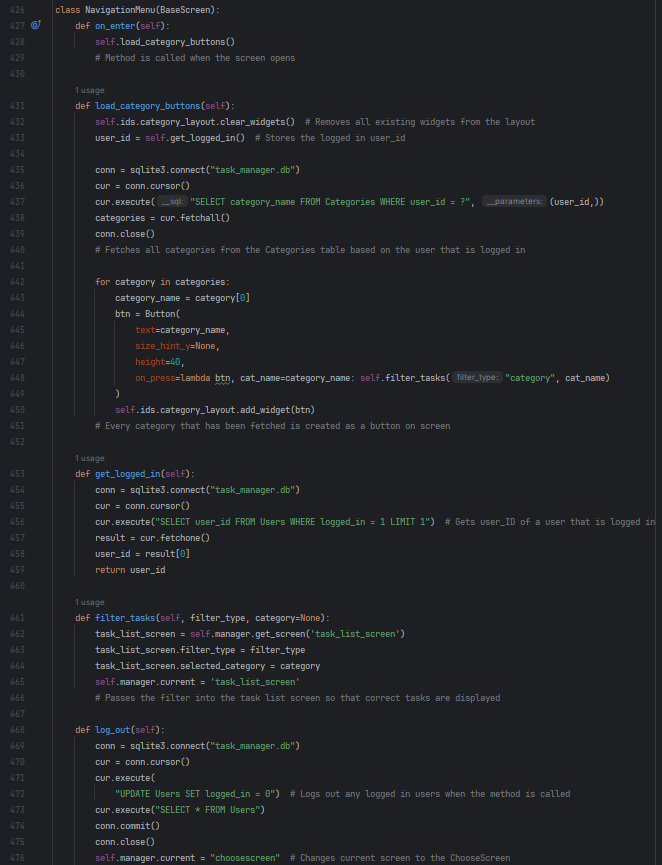 426 class NavigationMenu(BaseScreen):
427 def on_enter(self):
428 self.load_category_buttons()
429 # Method is called when the screen opens
430
1 usage
431 def load_category_buttons(self):
432 self.ids.category_layout.clear_widgets()  # Removes all existing widgets from the layout
433 user_id = self.get_logged_in()  # Stores the logged in user_id
434
435 conn = sqlite3.connect("task_manager.db")
436 cur = conn.cursor()
437 cur.execute( __sql: "SELECT category_name FROM Categories WHERE user_id = ?", __parameters: (user_id,))
438 categories = cur.fetchall()
439 conn.close()
440 # Fetches all categories from the Categories table based on the user that is logged in
441
442 for category in categories:
443 category_name = category[0]
444 btn = Button(
445 text=category_name,
446 size_hint_y=None,
447 height=40,
448 on_press=lambda btn, cat_name=category_name: self.filter_tasks( filter_type: "category", cat_name)
449 )
450 self.ids.category_layout.add_widget(btn)
451 # Every category that has been fetched is created as a button on screen
452
1 usage
453 def get_logged_in(self):
454 conn = sqlite3.connect("task_manager.db")
455 cur = conn.cursor()
456 cur.execute("SELECT user_id FROM Users WHERE logged_in = 1 LIMIT 1")  # Gets user_ID of a user that is logged in
457 result = cur.fetchone()
458 user_id = result[0]
459 return user_id
460
1 usage
461 def filter_tasks(self, filter_type, category=None):
462 task_list_screen = self.manager.get_screen('task_list_screen')
463 task_list_screen.filter_type = filter_type
464 task_list_screen.selected_category = category
465 self.manager.current = 'task_list_screen'
466 # Passes the filter into the task list screen so that correct tasks are displayed
467
468 def log_out(self):
469 conn = sqlite3.connect("task_manager.db")
470 cur = conn.cursor()
471 cur.execute(
472 "UPDATE Users SET logged_in = 0")  # Logs out any logged in users when the method is called
473 cur.execute("SELECT * FROM Users")
474 conn.commit()
475 conn.close()
476 self.manager.current = "choosescreen"  # Changes current screen to the ChooseScreen